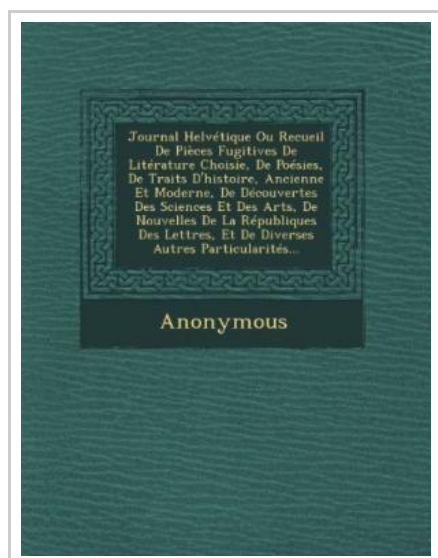 Journal Helvétique Ou Recueil
De Pièces Fugitives De
Litérature Choisie, De Poésies,
De Traits D'histoire, Ancienne
Et Moderne, De Découvertes
Des Sciences Et Des Arts, De
Nouvelles De La Républiques
Des Lettres, Et De Diverses
Autres Particularités...
Anonymous